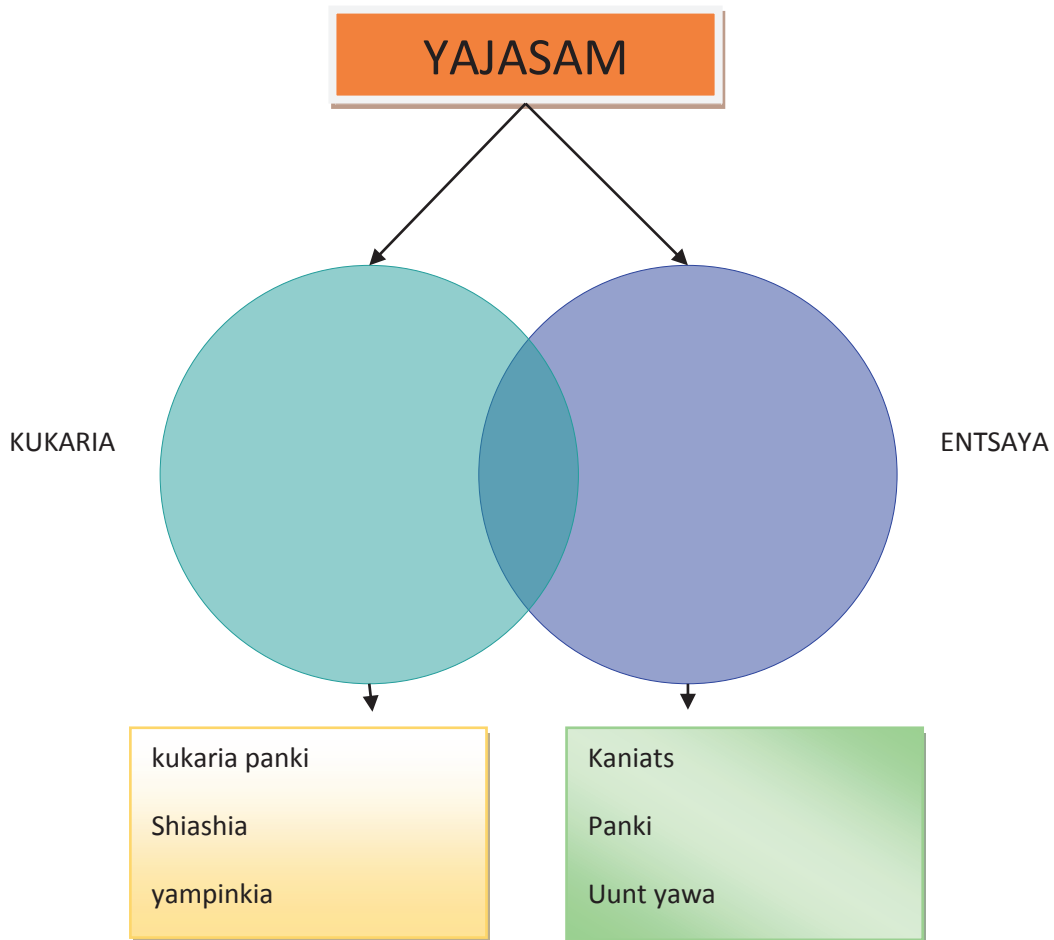 YAJASAM
KUKARIA
ENTSAYA
kukaria panki
Shiashia
yampinkia
Kaniats
Panki
Uunt yawa